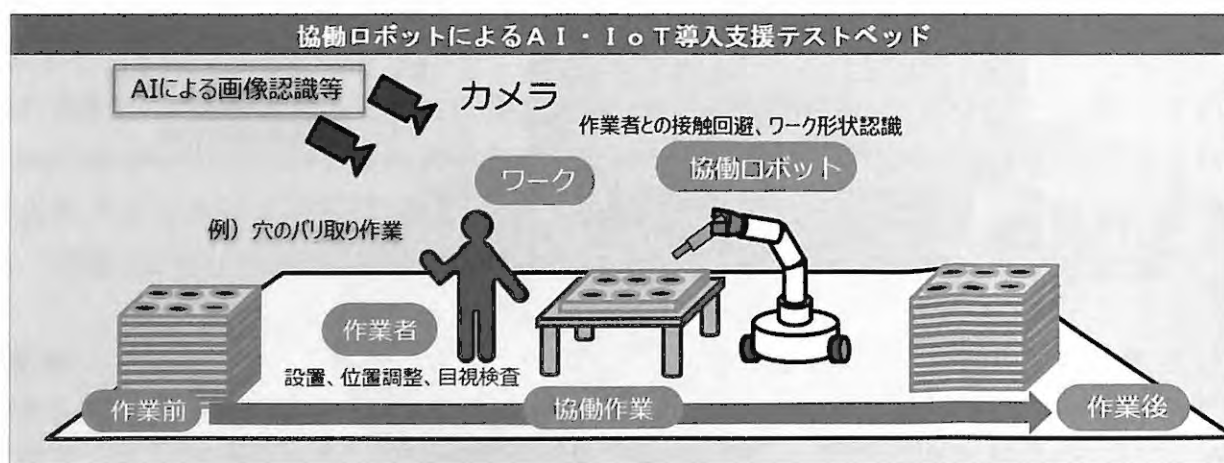 協働ロボットによるAI・IoT導入支援テストベッド
AIによる画像認識等
カメラ
作業者との接触回避、ワーク形状認識
協働ロボット
ワーク
例）穴のバリ取り作業
作業者
設置、位置調整、目視検査
作業前
協働作業
作業後